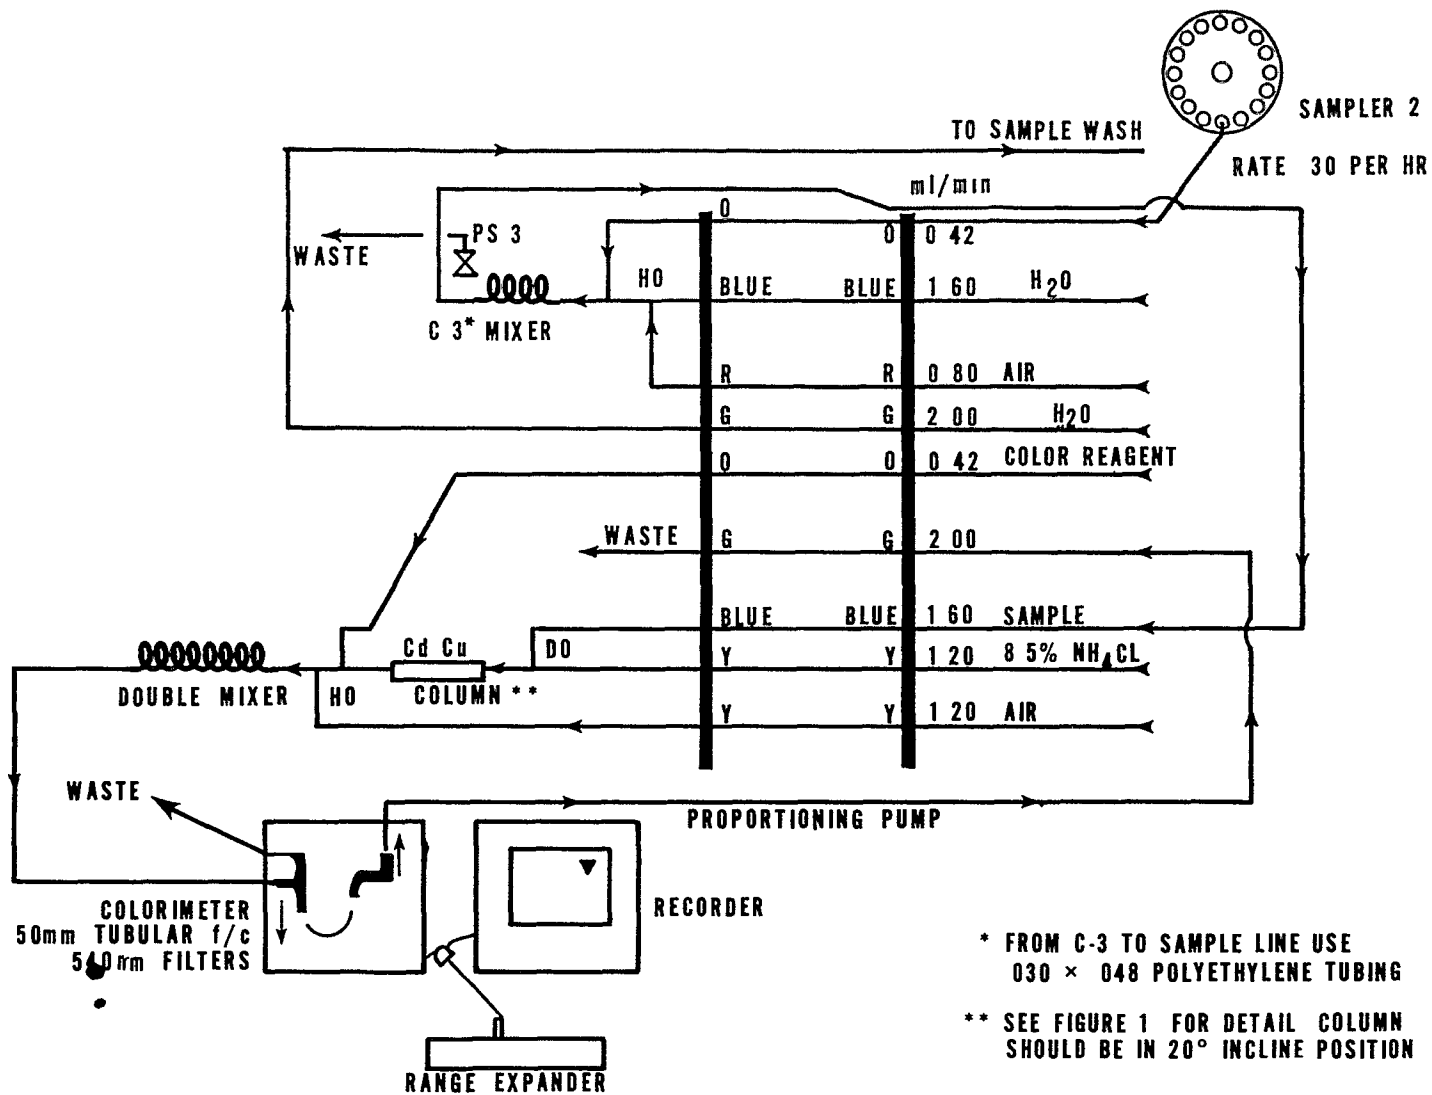 SAMPLER 2
TO SAMPLE WASH
RATE 30 PER HR
ml/min
O
PS 3
WASTE
O 0 42
HO
BLUE BLUE 1 60 H2O
C 3* MIXER
R R 0 80 AIR
G G 2 00 H2O
O O 0 42 COLOR REAGENT
WASTE G G 2 00
BLUE BLUE 1 60 SAMPLE
Cd Cu DO Y Y 1 20 8 5% NH4CL
DOUBLE MIXER HO COLUMN **
Y Y 1 20 AIR
WASTE
PROPORTIONING PUMP
COLORIMETER
50mm TUBULAR f/c
540nm FILTERS
RECORDER
* FROM C-3 TO SAMPLE LINE USE
030 × 048 POLYETHYLENE TUBING
** SEE FIGURE 1 FOR DETAIL COLUMN
SHOULD BE IN 20° INCLINE POSITION
RANGE EXPANDER